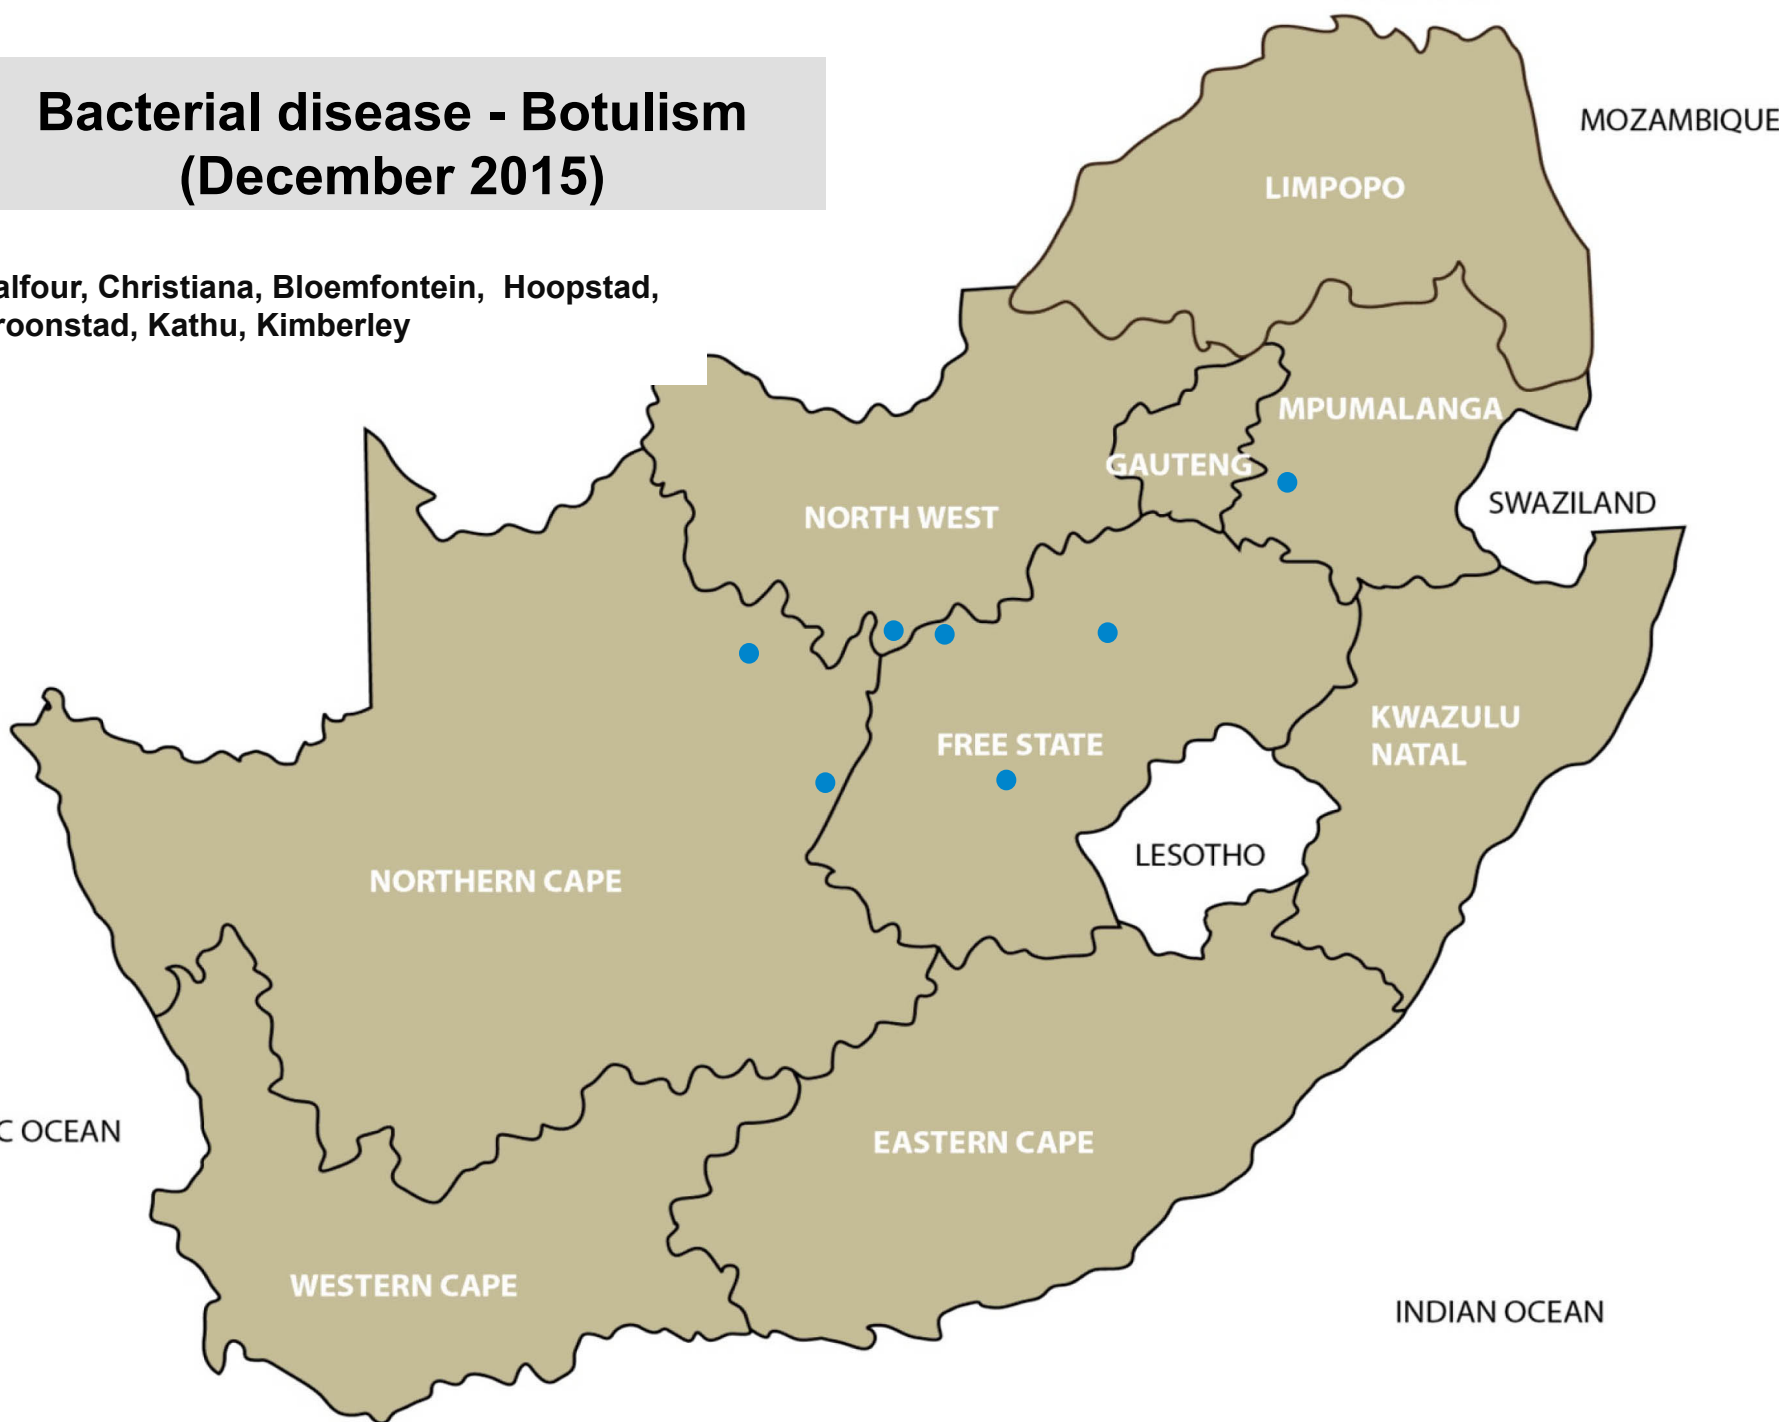 Bacterial disease - Botulism
(December 2015)
alfour, Christiana, Bloemfontein, Hoopstad,
roonstad, Kathu, Kimberley
MOZAMBIQUE
LIMPOPO
MPUMALANGA
GAUTENG
SWAZILAND
NORTH WEST
KWAZULU
NATAL
FREE STATE
LESOTHO
NORTHERN CAPE
C OCEAN
EASTERN CAPE
WESTERN CAPE
INDIAN OCEAN